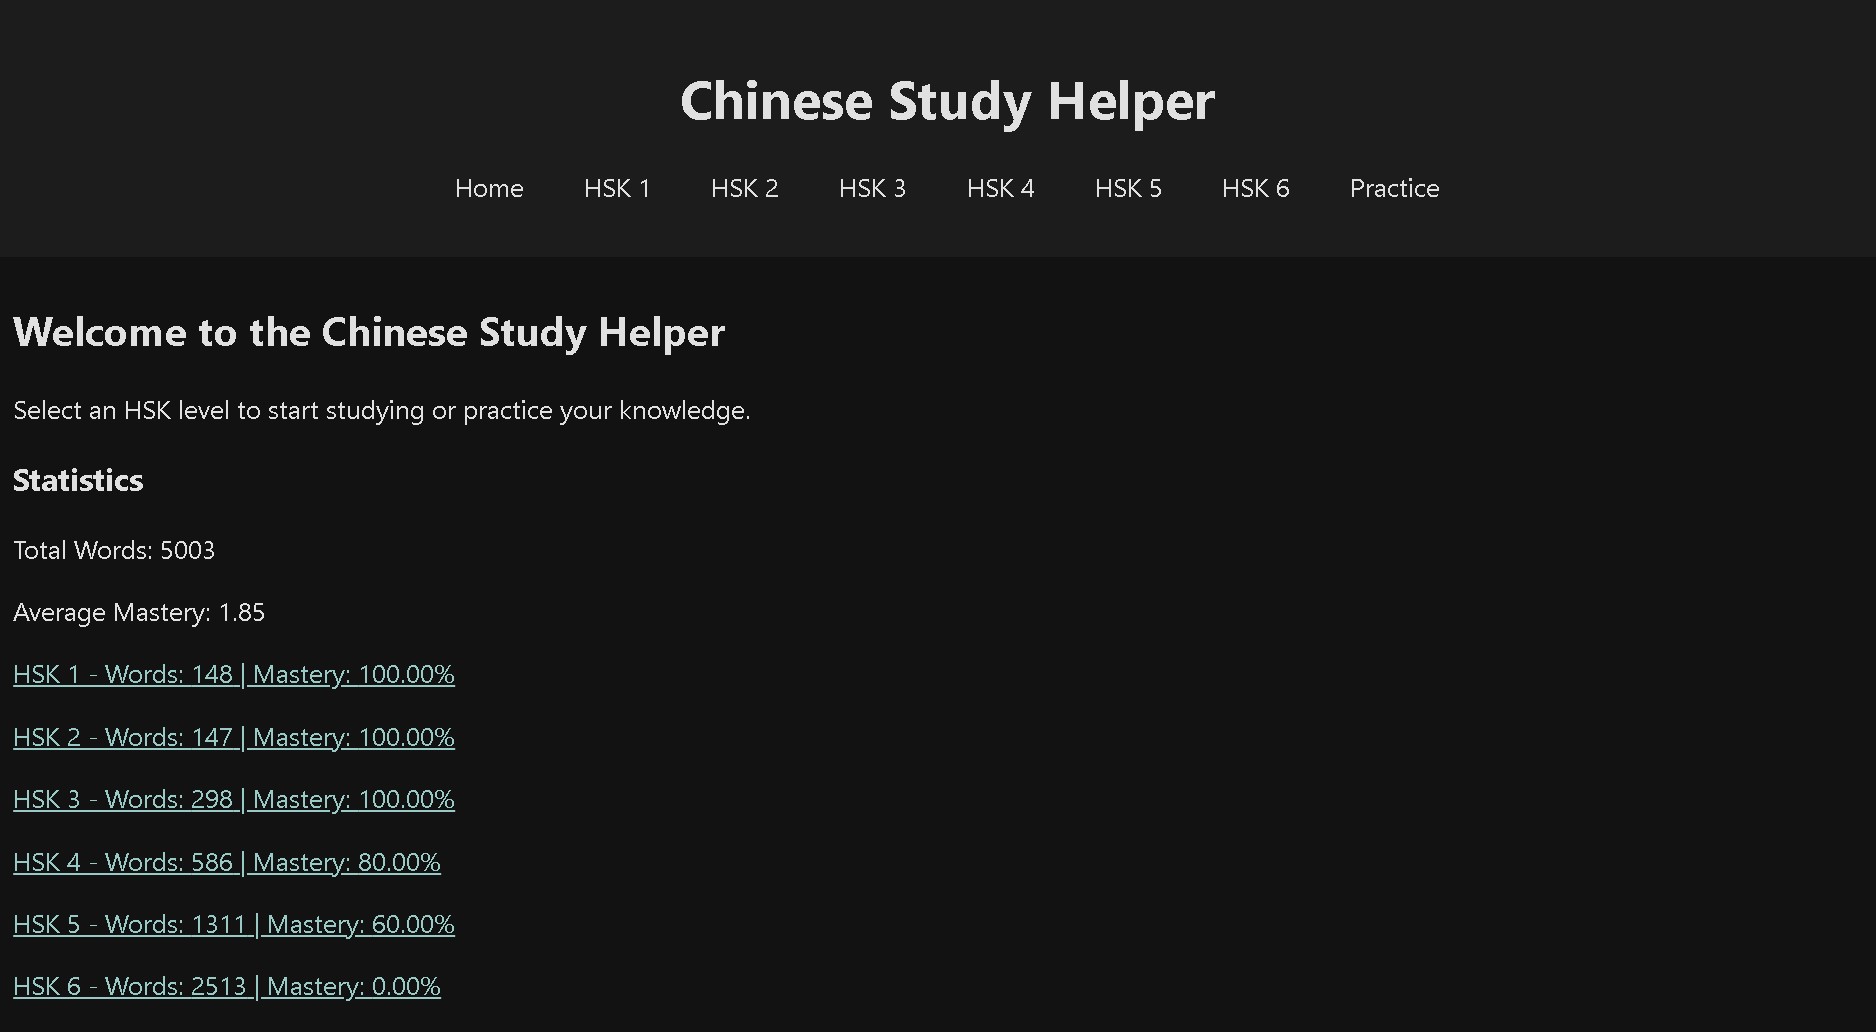 Chinese Study Helper
Home HSK 1 HSK 2 HSK 3 HSK 4 HSK 5 HSK 6 Practice
Welcome to the Chinese Study Helper
Select an HSK level to start studying or practice your knowledge.
Statistics
Total Words: 5003
Average Mastery: 1.85
HSK 1 - Words: 148 | Mastery: 100.00%
HSK 2 - Words: 147 | Mastery: 100.00%
HSK 3 - Words: 298 | Mastery: 100.00%
HSK 4 - Words: 586 | Mastery: 80.00%
HSK 5 - Words: 1311 | Mastery: 60.00%
HSK 6 - Words: 2513 | Mastery: 0.00%